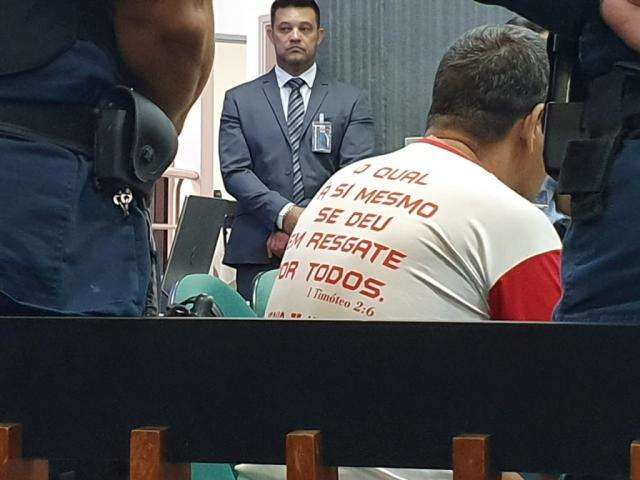 O QUAL
A SI MESMO
SE DEU
EM RESGATE
POR TODOS.
1 Timóteo 2:6